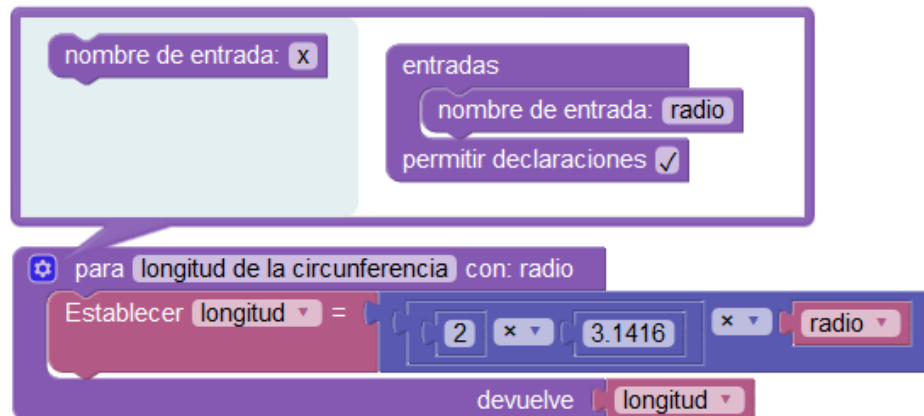 nombre de entrada: x
entradas
nombre de entrada: radio
permitir declaraciones ✓
para longitud de la circunferencia con: radio
Establecer longitud ▾ = 2 × ▾ 3.1416 × ▾ radio ▾
devuelve longitud ▾